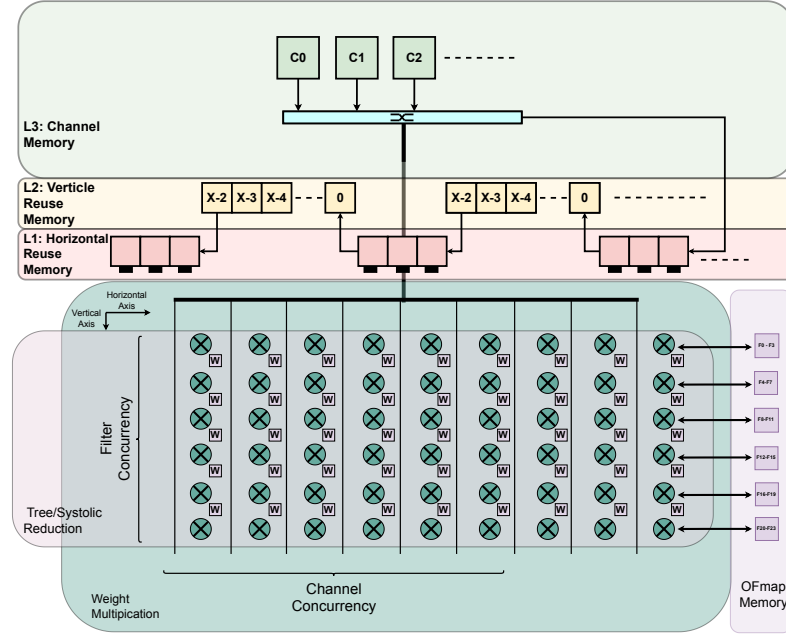 C0 C1 C2
L3: Channel
Memory
L2: Verticle
Reuse
Memory
X-2 X-3 X-4 0 X-2 X-3 X-4 0
L1: Horizontal
Reuse
Memory
Horizontal
Axis
Vertical
Axis
F0 - F3
W W W W W W W W W
F4-F7
W W W W W W W W W
F8-F11
W W W W W W W W W
F12-F15
W W W W W W W W W
F16-F19
W W W W W W W W W
F20-F23
Filter
Concurrency
Tree/Systolic
Reduction
Channel
Concurrency
Weight
Multipication
OFmap
Memory